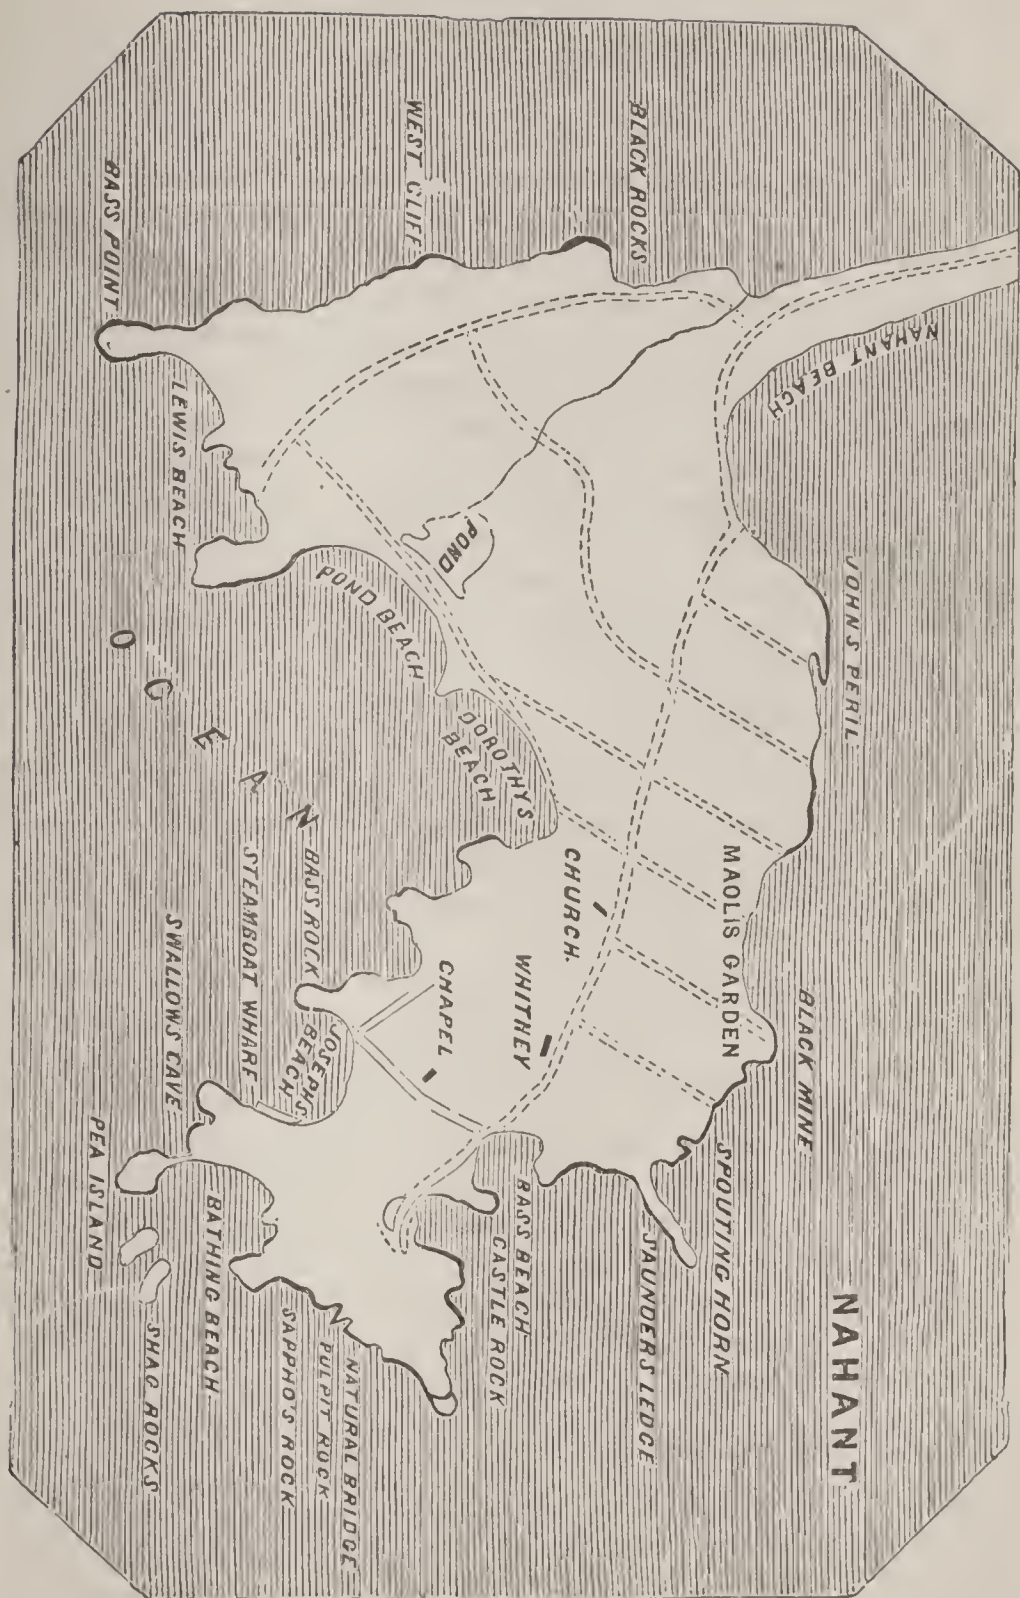 NAHANT
BLACK ROCKS
WEST CLIFF
BASS POINT
NAHANT BEACH
JOHNS PERIL
LEWIS BEACH
POND
POND BEACH
DOROTHYS
BEACH
OCEAN
MAOLIS GARDEN
BLACK MINE
CHURCH.
WHITNEY
CHAPEL
BASS ROCK
STEAMBOAT WHARF
SWALLOWS CAVE
JOSEPHS
BEACH
PEA ISLAND
SPOUTING HORN
SAUNDERS LEDGE
BASS BEACH
CASTLE ROCK
BATHING BEACH
SHAG ROCKS
NATURAL BRIDGE
PULPIT ROCK
SAPPHO'S ROCK